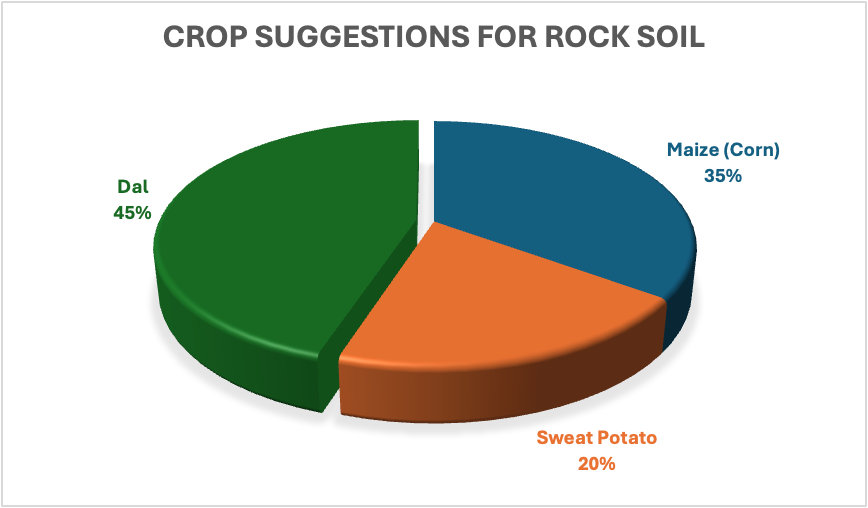 CROP SUGGESTIONS FOR ROCK SOIL
Maize (Corn)
35%
Dal
45%
Sweat Potato
20%